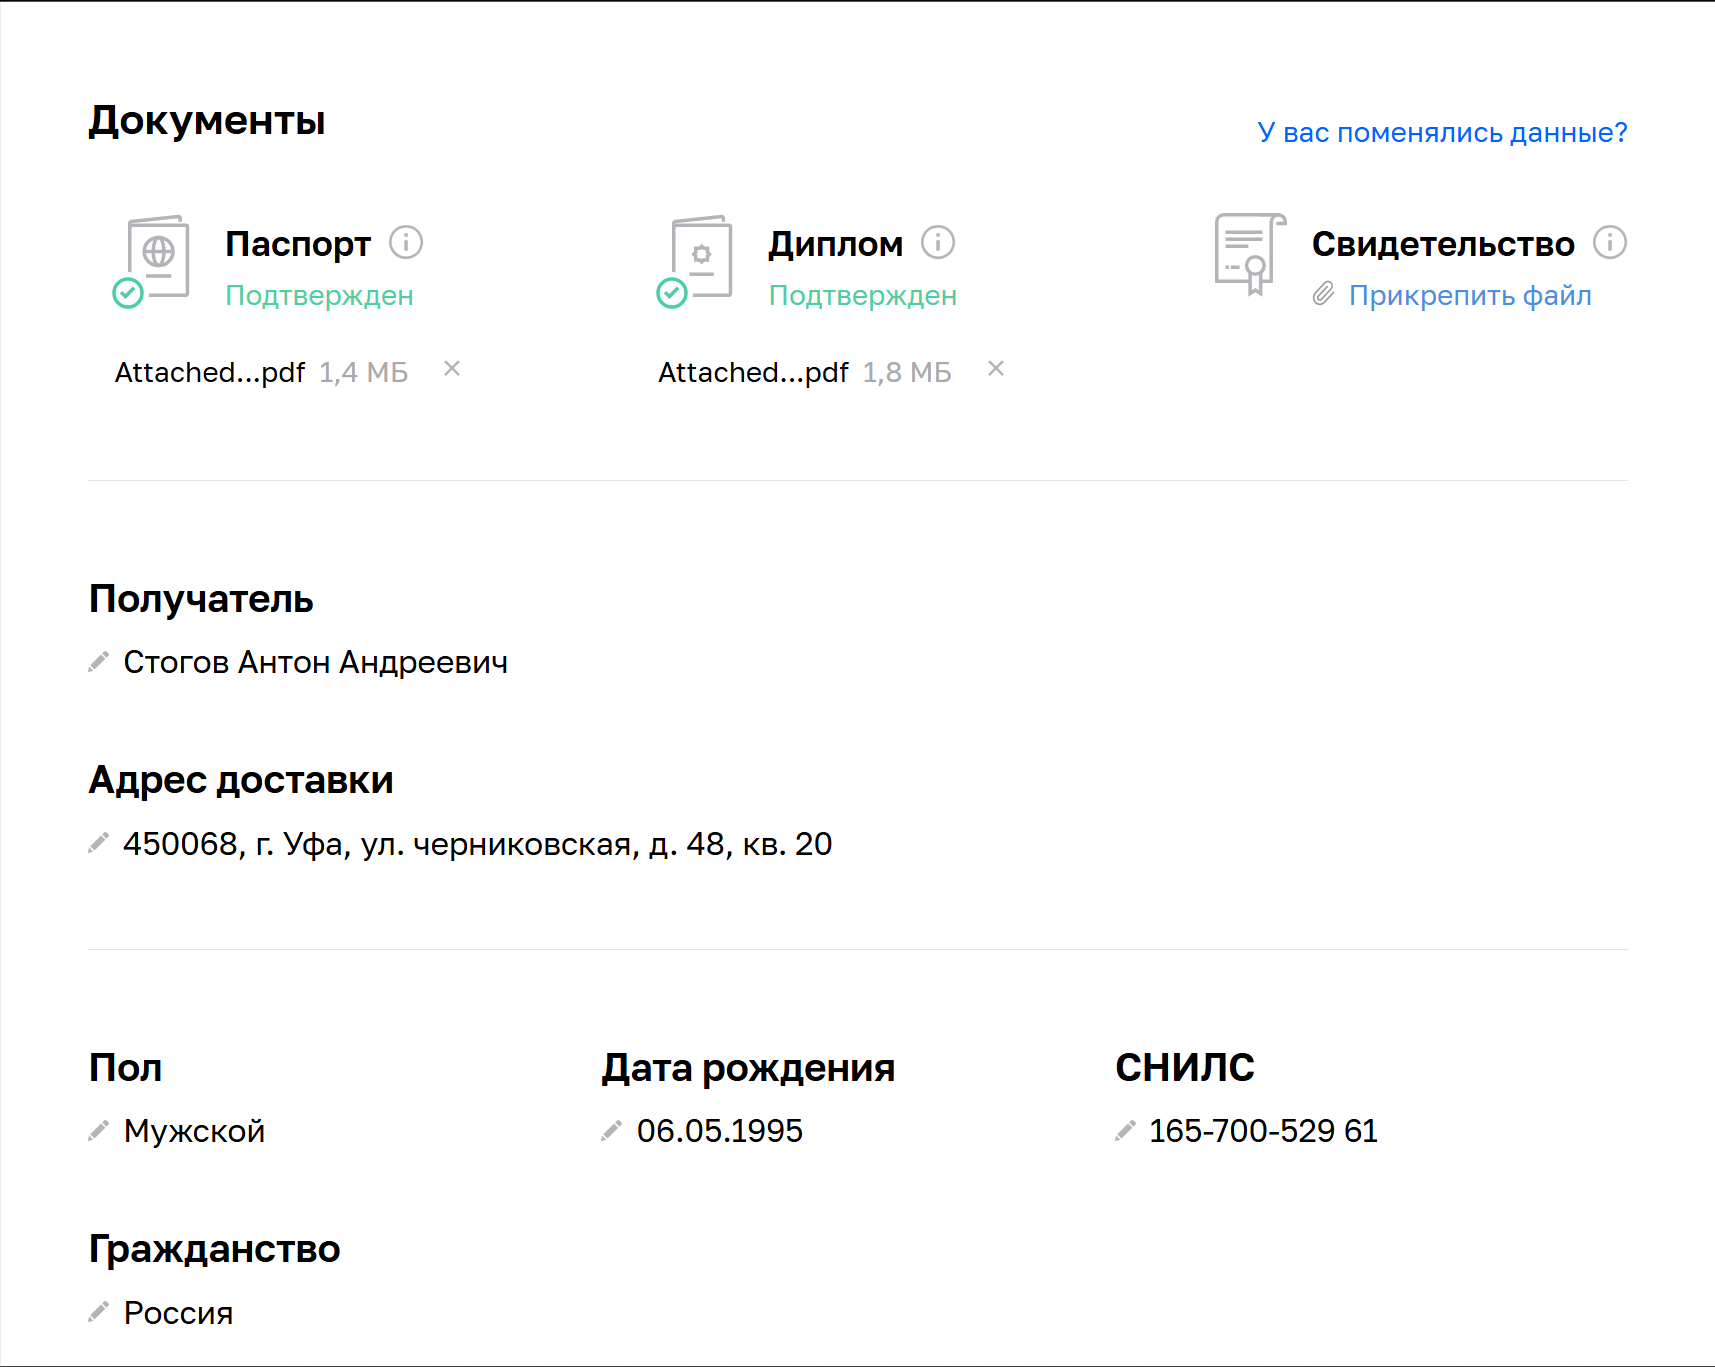 Документы
У вас поменялись данные?
Паспорт
Подтвержден
Attached...pdf 1,4 МБ
Диплом
Подтвержден
Attached...pdf 1,8 МБ
Свидетельство
Прикрепить файл
Получатель
Стогов Антон Андреевич
Адрес доставки
450068, г. Уфа, ул. черниковская, д. 48, кв. 20
Пол
Мужской
Дата рождения
06.05.1995
СНИЛС
165-700-529 61
Гражданство
Россия